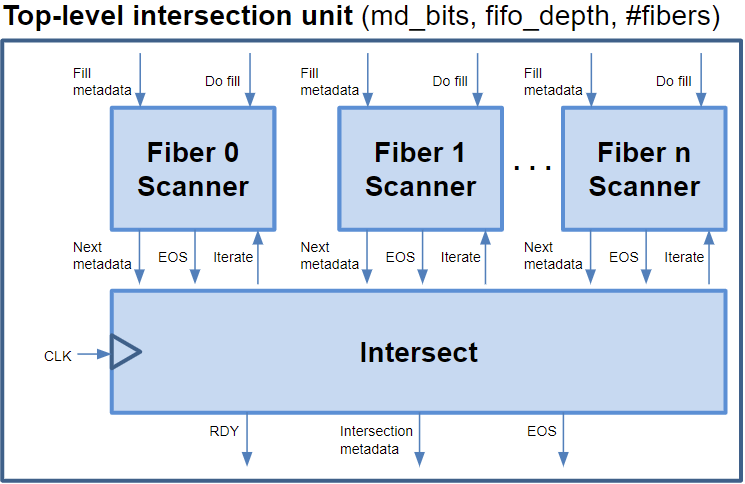 Top-level intersection unit (md_bits, fifo_depth, #fibers)
Fill
metadata
Do fill
Fill
metadata
Do fill
Fill
metadata
Do fill
Fiber 0
Scanner
Fiber 1
Scanner
. . .
Fiber n
Scanner
Next
metadata
EOS
Iterate
Next
metadata
EOS
Iterate
Next
metadata
EOS
Iterate
CLK
Intersect
RDY
Intersection
metadata
EOS